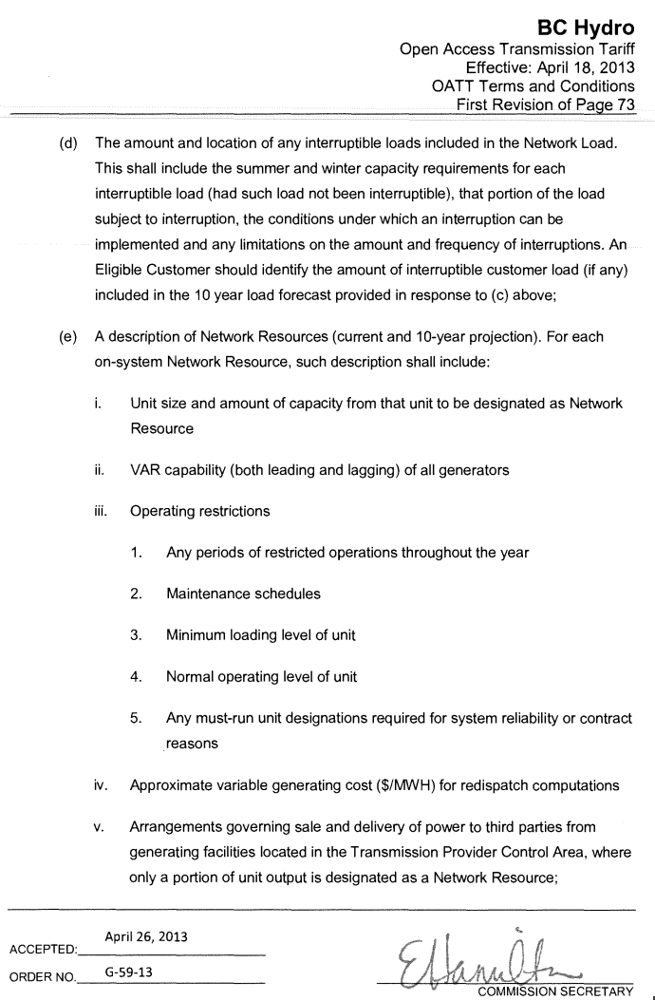 BC Hydro
Open Access Transmission Tariff
Effective: April 18, 2013
OATT Terms and Conditions
First Revision of Page 73
(d) The amount and location of any interruptible loads included in the Network Load.
This shall include the summer and winter capacity requirements for each
interruptible load (had such load not been interruptible), that portion of the load
subject to interruption, the conditions under which an interruption can be
implemented and any limitations on the amount and frequency of interruptions. An
Eligible Customer should identify the amount of interruptible customer load (if any)
included in the 10 year load forecast provided in response to (c) above;
(e) A description of Network Resources (current and 10-year projection). For each
on-system Network Resource, such description shall include:
i. Unit size and amount of capacity from that unit to be designated as Network
Resource
ii. VAR capability (both leading and lagging) of all generators
iii. Operating restrictions
1. Any periods of restricted operations throughout the year
2. Maintenance schedules
3. Minimum loading level of unit
4. Normal operating level of unit
5. Any must-run unit designations required for system reliability or contract
reasons
iv. Approximate variable generating cost ($/MWH) for redispatch computations
v. Arrangements governing sale and delivery of power to third parties from
generating facilities located in the Transmission Provider Control Area, where
only a portion of unit output is designated as a Network Resource;
ACCEPTED: April 26, 2013
ORDER NO. G-59-13
EHamilton
COMMISSION SECRETARY